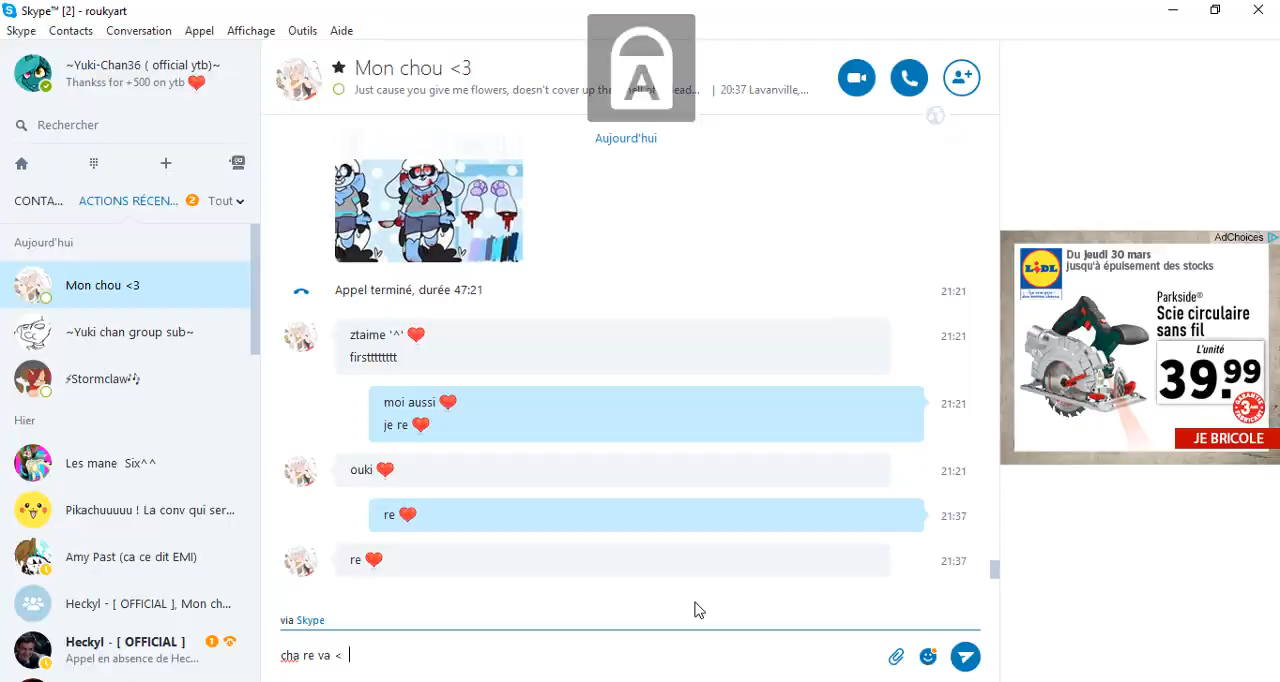 Skype™ [2] - roukyart
Skype Contacts Conversation Appel Affichage Outils Aide
~Yuki-Chan36 ( official ytb)~
Thankss for +500 on ytb ❤
Rechercher
CONTA... ACTIONS RÉCEN... 2 Tout
Aujourd'hui
Mon chou <3
~Yuki chan group sub~
⚡Stormclaw🎶
Hier
Les mane Six^^
Pikachuuuuu ! La conv qui ser...
Amy Past (ca ce dit EMI)
Heckyl - [ OFFICIAL ], Mon ch...
Heckyl - [ OFFICIAL ] 1
Appel en absence de Hec...
★ Mon chou <3
Just cause you give me flowers, doesn't cover up the | 20:37 Lavanville,...
A
Aujourd'hui
Appel terminé, durée 47:21 21:21
ztaime '^' ❤ 21:21
firstttttttt
moi aussi ❤ 21:21
je re ❤
ouki ❤ 21:21
re ❤ 21:37
re ❤ 21:37
via Skype
cha re va <
AdChoices
LIDL
Du Jeudi 30 mars
jusqu'à épuisement des stocks
Parkside®
Scie circulaire
sans fil
L'unité
39.99
3 ans
JE BRICOLE